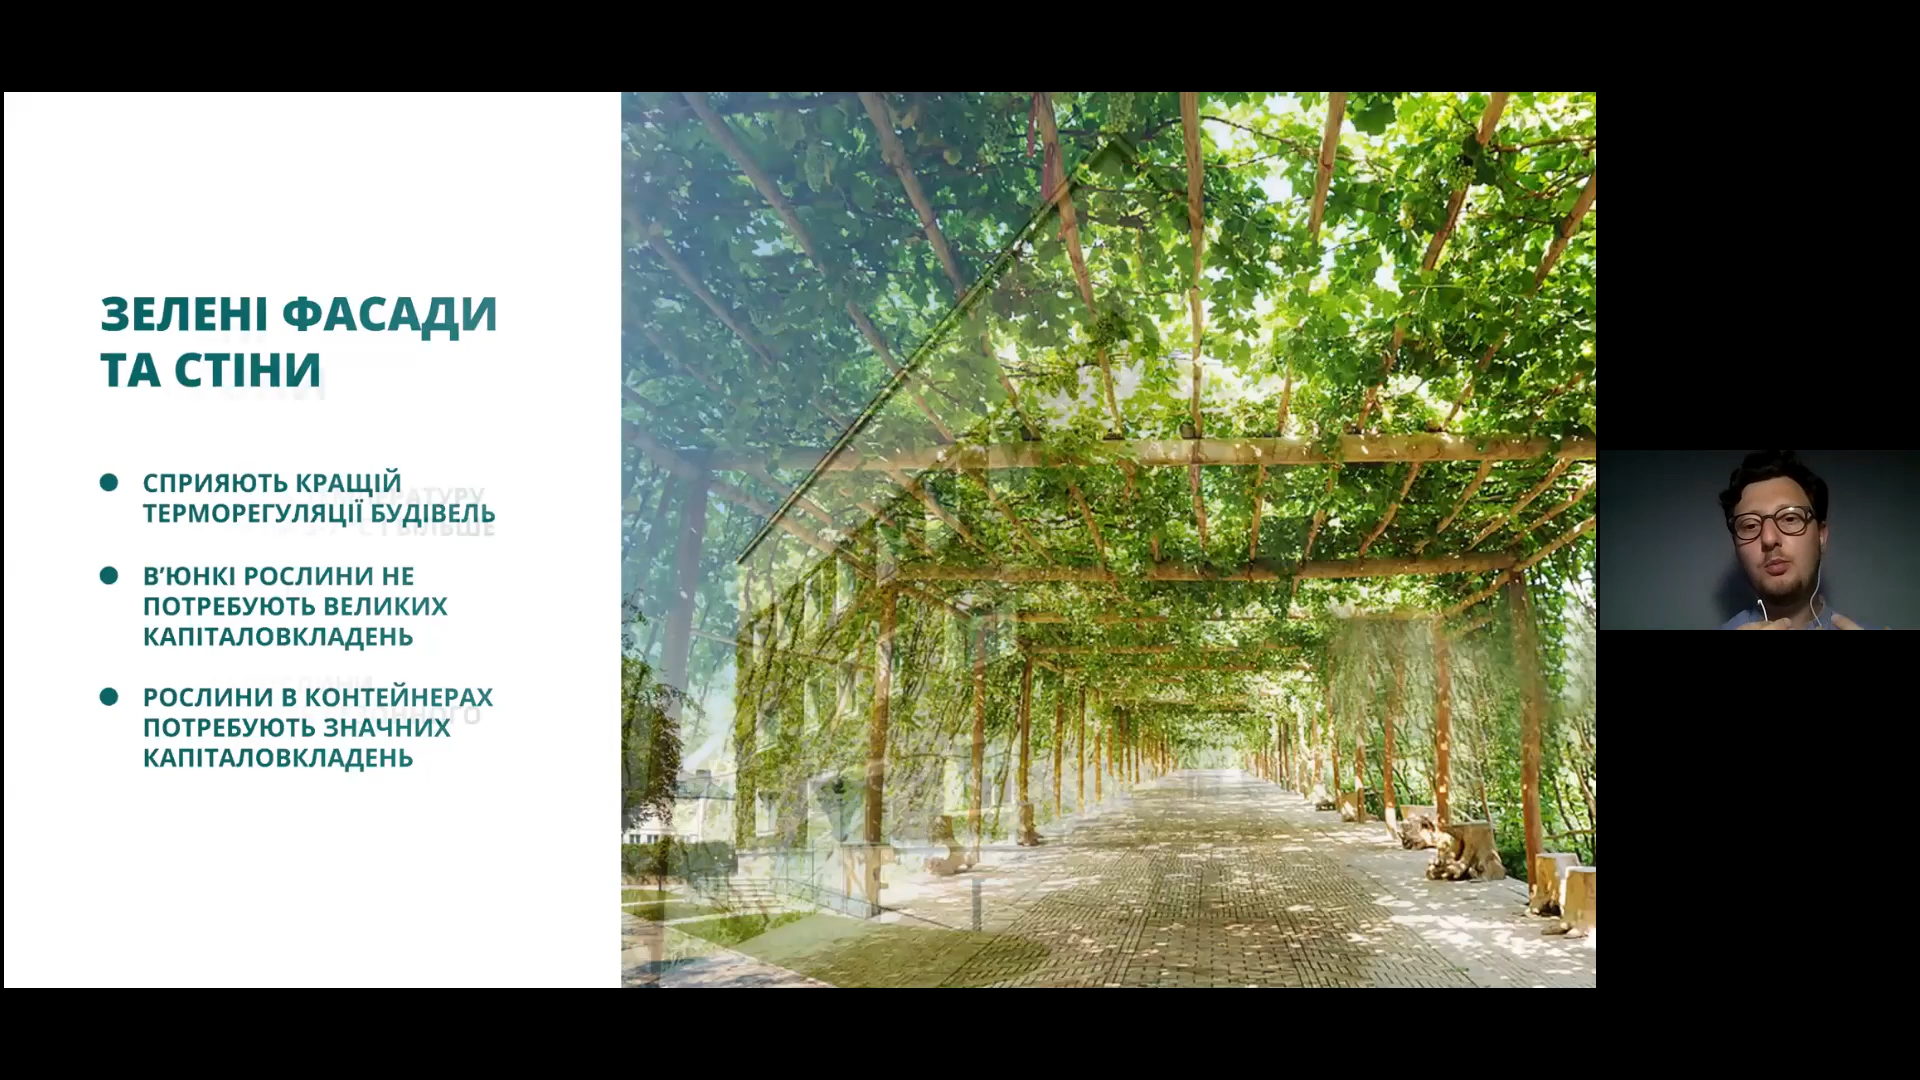 ЗЕЛЕНІ ФАСАДИ
ТА СТІНИ
СПРИЯЮТЬ КРАЩІЙ
ТЕРМОРЕГУЛЯЦІЇ БУДІВЕЛЬ
В’ЮНКІ РОСЛИНИ НЕ
ПОТРЕБУЮТЬ ВЕЛИКИХ
КАПІТАЛОВКЛАДЕНЬ
РОСЛИНИ В КОНТЕЙНЕРАХ
ПОТРЕБУЮТЬ ЗНАЧНИХ
КАПІТАЛОВКЛАДЕНЬ